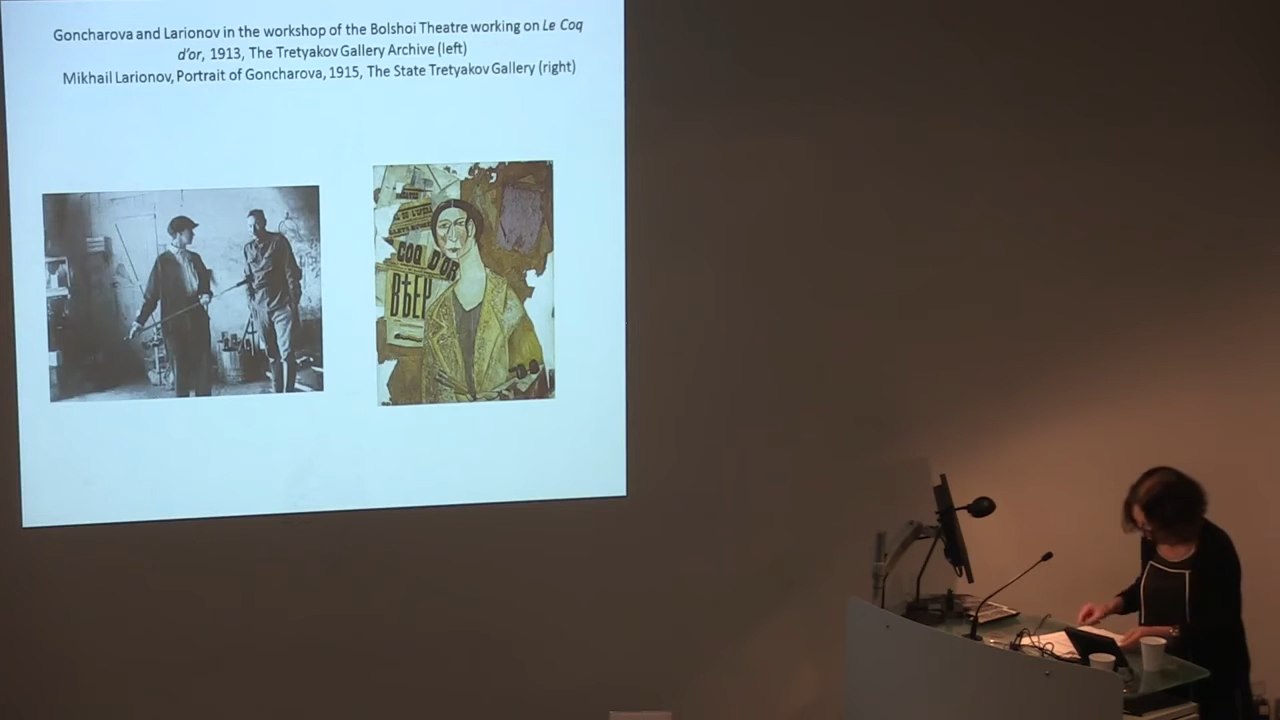 Goncharova and Larionov in the workshop of the Bolshoi Theatre working on Le Coq
d'or, 1913, The Tretyakov Gallery Archive (left)
Mikhail Larionov, Portrait of Goncharova, 1915, The State Tretyakov Gallery (right)
COQ D'OR
ВѢЕР